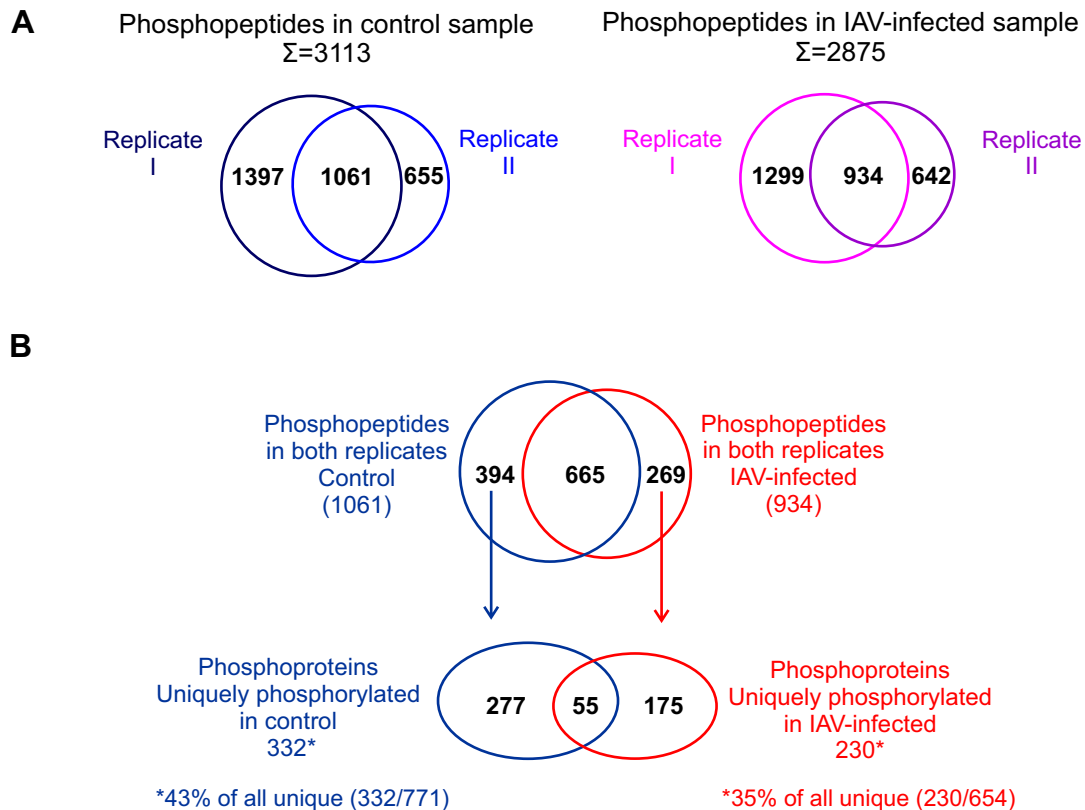 A
Phosphopeptides in control sample
Σ=3113
Replicate
I
1397
1061
655
Replicate
II
Phosphopeptides in IAV-infected sample
Σ=2875
Replicate
I
1299
934
642
Replicate
II
B
Phosphopeptides
in both replicates
Control
(1061)
394
665
269
Phosphopeptides
in both replicates
IAV-infected
(934)
Phosphoproteins
Uniquely phosphorylated
in control
332*
277
55
175
Phosphoproteins
Uniquely phosphorylated
in IAV-infected
230*
*43% of all unique (332/771)
*35% of all unique (230/654)